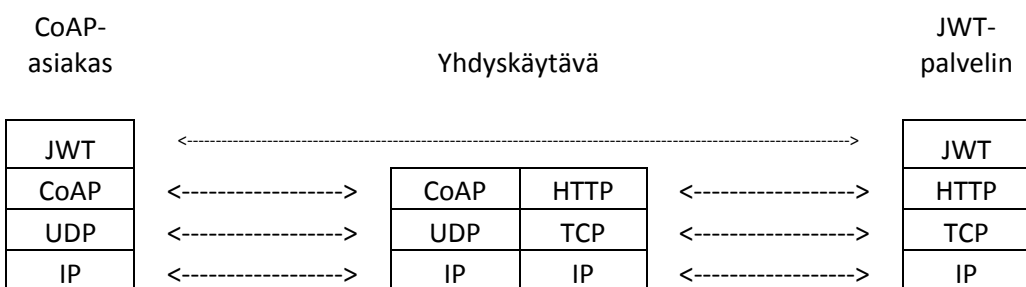 CoAP-
asiakas
Yhdyskäytävä
JWT-
palvelin
JWT <-----------------------------------------------------------------------------------------------------------------> JWT
CoAP <-----------------> CoAP HTTP <-----------------> HTTP
UDP <-----------------> UDP TCP <-----------------> TCP
IP <-----------------> IP IP <-----------------> IP